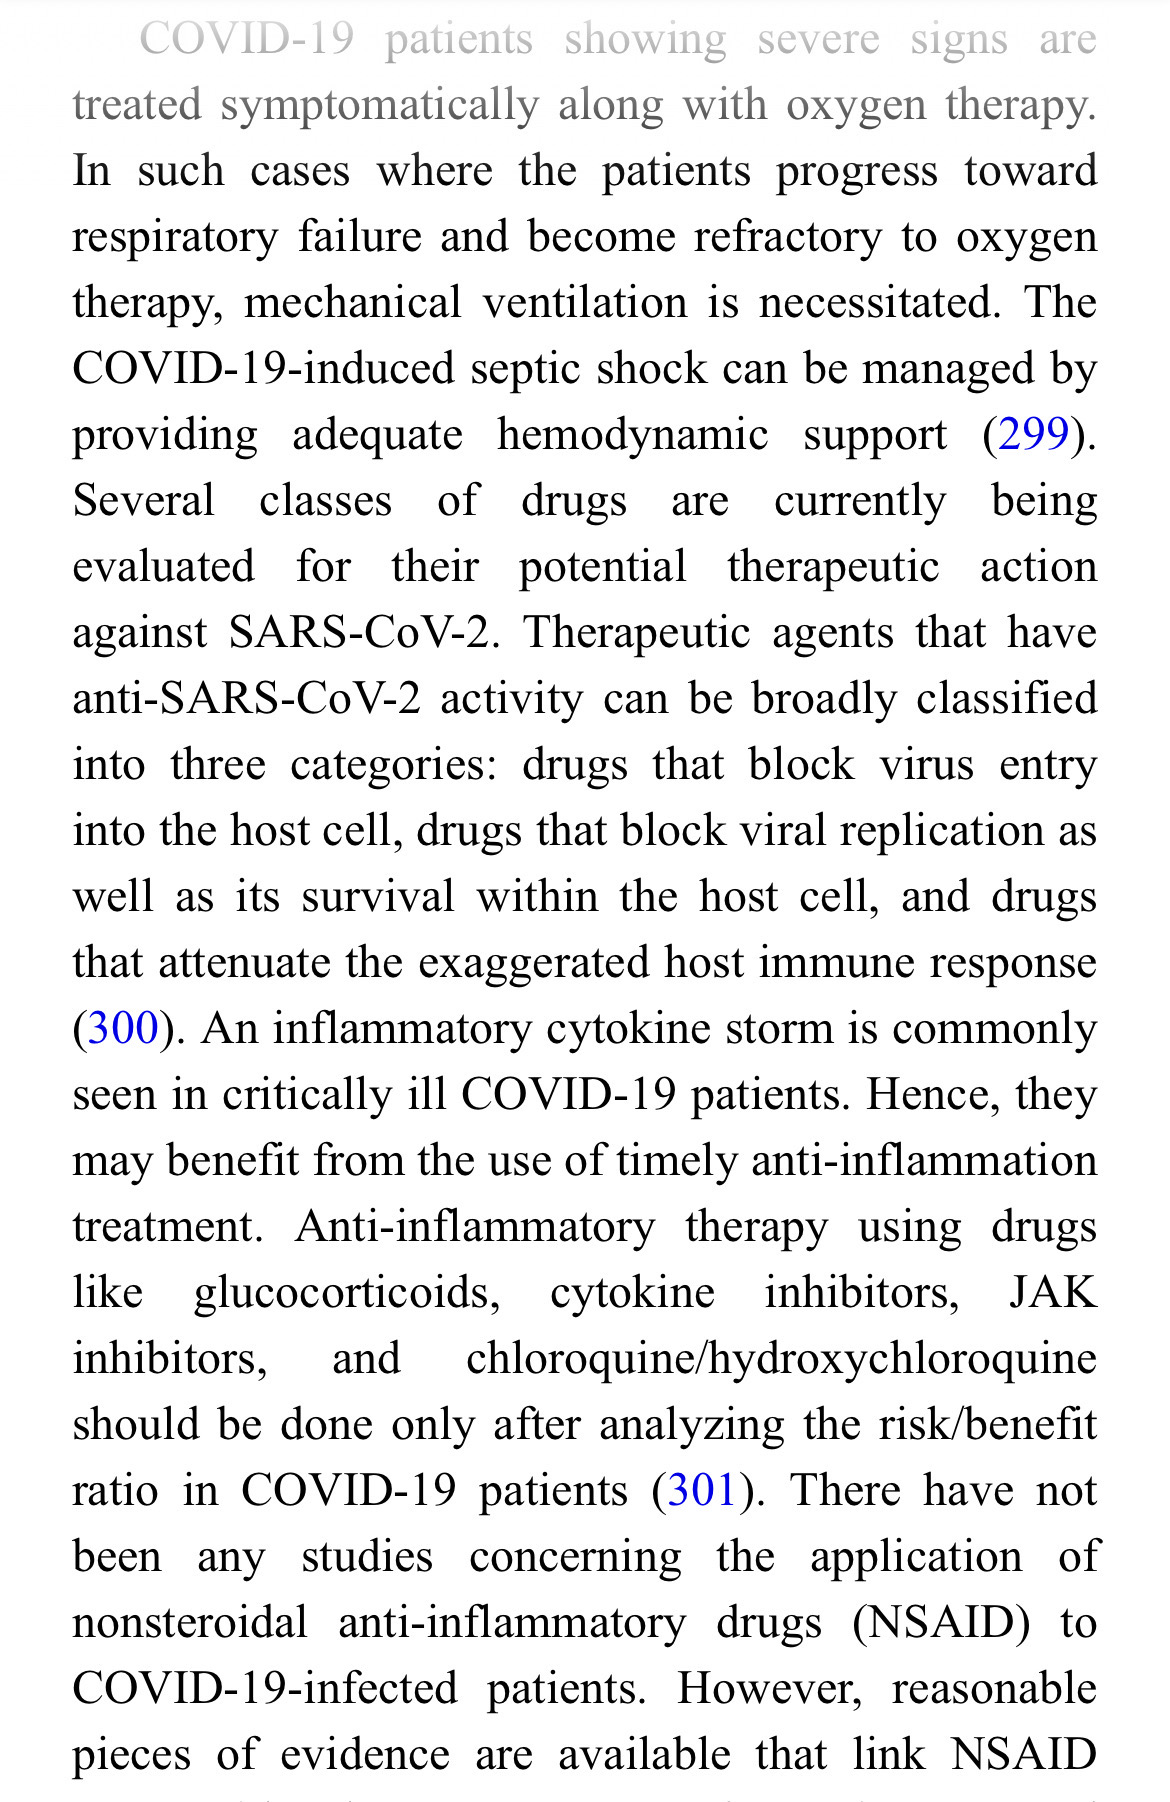 COVID-19 patients showing severe signs are
treated symptomatically along with oxygen therapy.
In such cases where the patients progress toward
respiratory failure and become refractory to oxygen
therapy, mechanical ventilation is necessitated. The
COVID-19-induced septic shock can be managed by
providing adequate hemodynamic support (299).
Several classes of drugs are currently being
evaluated for their potential therapeutic action
against SARS-CoV-2. Therapeutic agents that have
anti-SARS-CoV-2 activity can be broadly classified
into three categories: drugs that block virus entry
into the host cell, drugs that block viral replication as
well as its survival within the host cell, and drugs
that attenuate the exaggerated host immune response
(300). An inflammatory cytokine storm is commonly
seen in critically ill COVID-19 patients. Hence, they
may benefit from the use of timely anti-inflammation
treatment. Anti-inflammatory therapy using drugs
like glucocorticoids, cytokine inhibitors, JAK
inhibitors, and chloroquine/hydroxychloroquine
should be done only after analyzing the risk/benefit
ratio in COVID-19 patients (301). There have not
been any studies concerning the application of
nonsteroidal anti-inflammatory drugs (NSAID) to
COVID-19-infected patients. However, reasonable
pieces of evidence are available that link NSAID